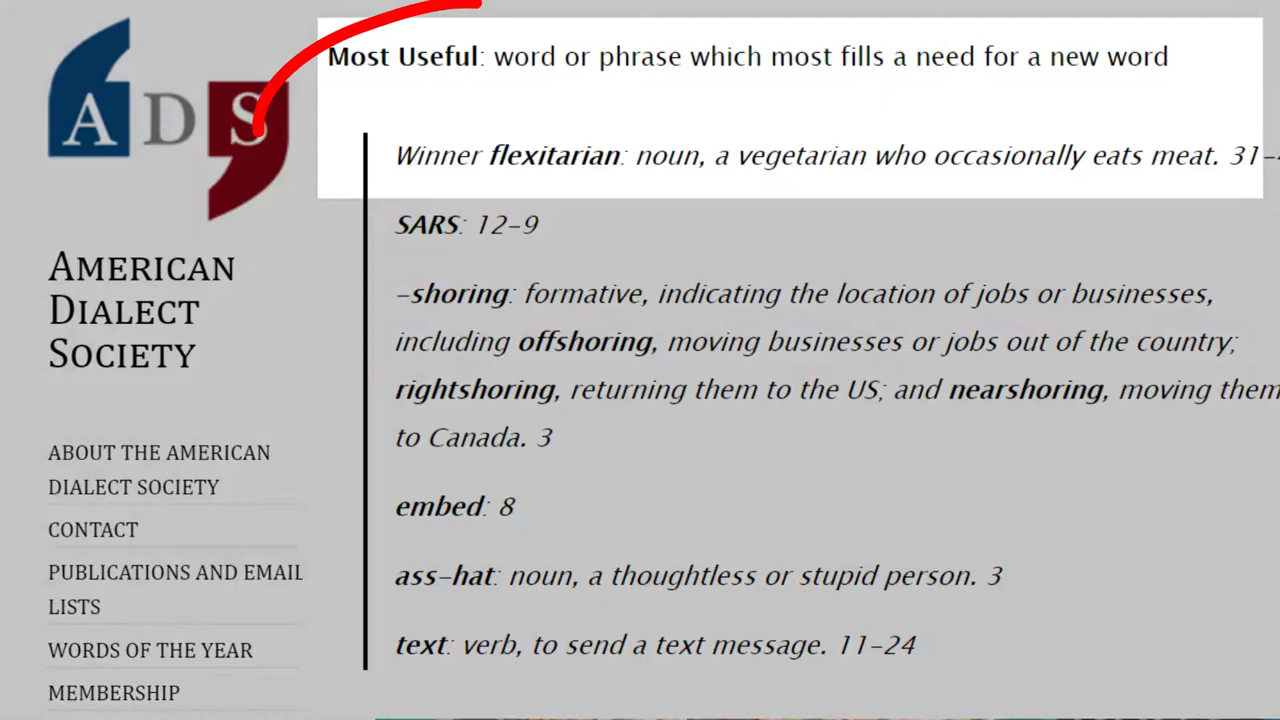 ADS
AMERICAN
DIALECT
SOCIETY
ABOUT THE AMERICAN
DIALECT SOCIETY
CONTACT
PUBLICATIONS AND EMAIL
LISTS
WORDS OF THE YEAR
MEMBERSHIP
Most Useful: word or phrase which most fills a need for a new word
Winner flexitarian: noun, a vegetarian who occasionally eats meat. 31–
SARS: 12–9
–shoring: formative, indicating the location of jobs or businesses,
including offshoring, moving businesses or jobs out of the country;
rightshoring, returning them to the US; and nearshoring, moving them
to Canada. 3
embed: 8
ass–hat: noun, a thoughtless or stupid person. 3
text: verb, to send a text message. 11–24